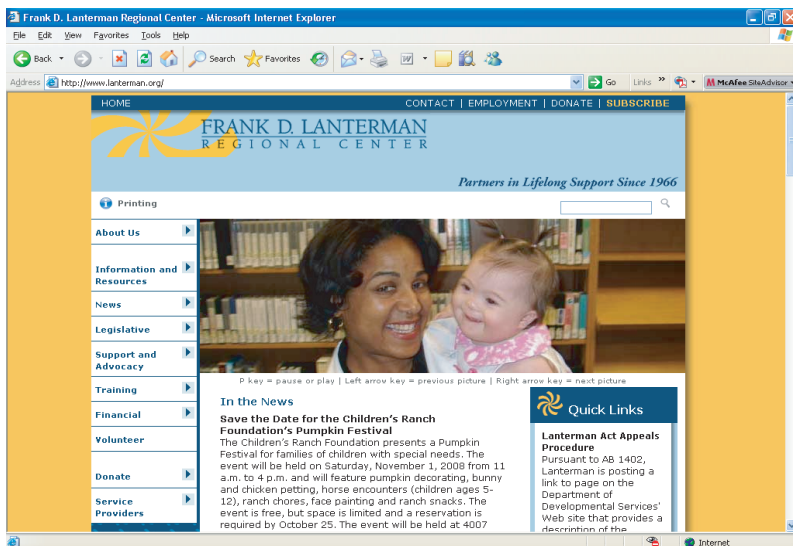 Frank D. Lanterman Regional Center - Microsoft Internet Explorer
File Edit View Favorites Tools Help
Back Search Favorites
Address http://www.lanterman.org/ Go Links » McAfee SiteAdvisor
HOME CONTACT | EMPLOYMENT | DONATE | SUBSCRIBE
FRANK D. LANTERMAN
REGIONAL CENTER
Partners in Lifelong Support Since 1966
Printing
About Us
Information and
Resources
News
Legislative
Support and
Advocacy
Training
Financial
Volunteer
Donate
Service
Providers
P key = pause or play | Left arrow key = previous picture | Right arrow key = next picture
In the News
Save the Date for the Children's Ranch
Foundation's Pumpkin Festival
The Children's Ranch Foundation presents a Pumpkin
Festival for families of children with special needs. The
event will be held on Saturday, November 1, 2008 from 11
a.m. to 4 p.m. and will feature pumpkin decorating, bunny
and chicken petting, horse encounters (children ages 5-
12), ranch chores, face painting and ranch snacks. The
event is free, but space is limited and a reservation is
required by October 25. The event will be held at 4007
Quick Links
Lanterman Act Appeals
Procedure
Pursuant to AB 1402,
Lanterman is posting a
link to page on the
Department of
Developmental Services'
Web site that provides a
description of the
Internet